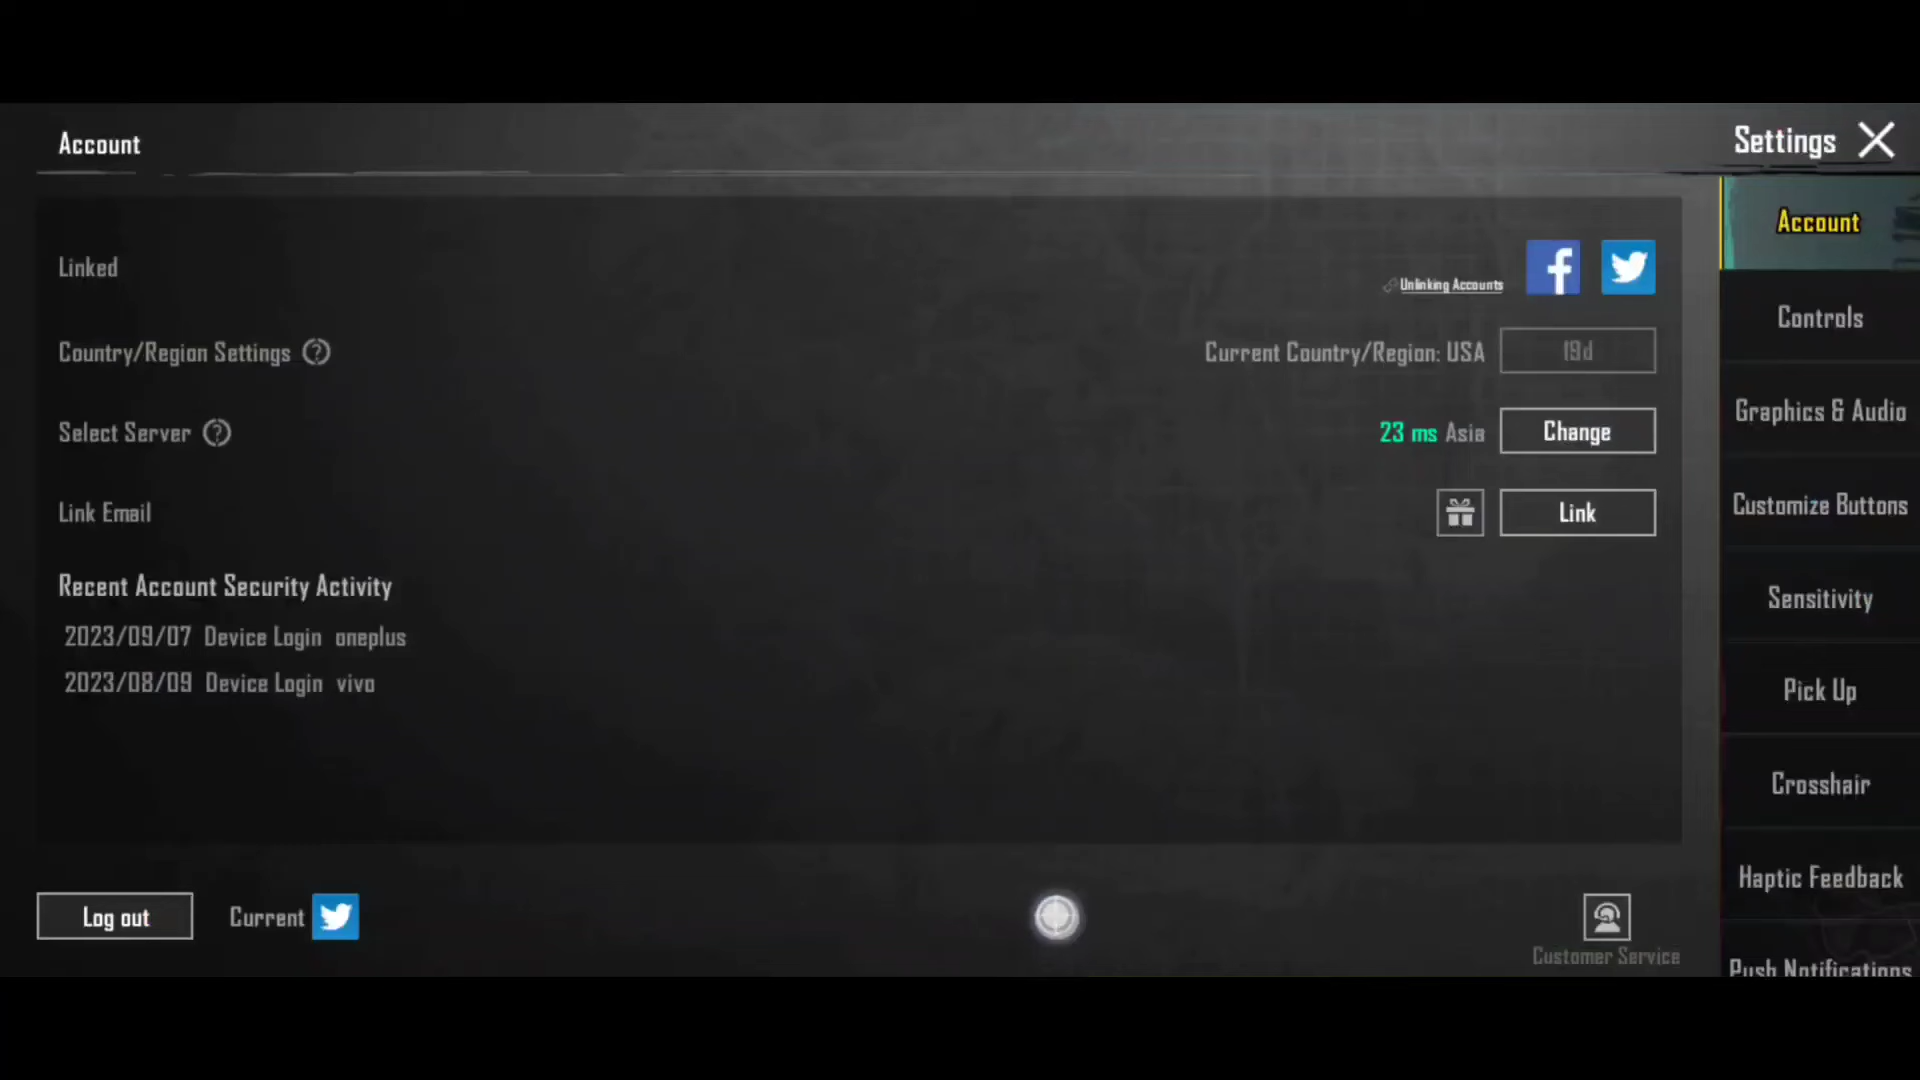 Account
Settings
Account
Linked
Unlinking Accounts
Controls
Country/Region Settings
Current Country/Region: USA
19d
Graphics & Audio
Select Server
23 ms Asia
Change
Customize Buttons
Link Email
Link
Recent Account Security Activity
Sensitivity
2023/09/07 Device Login oneplus
2023/08/09 Device Login vivo
Pick Up
Crosshair
Haptic Feedback
Log out
Current
Customer Service
Push Notifications